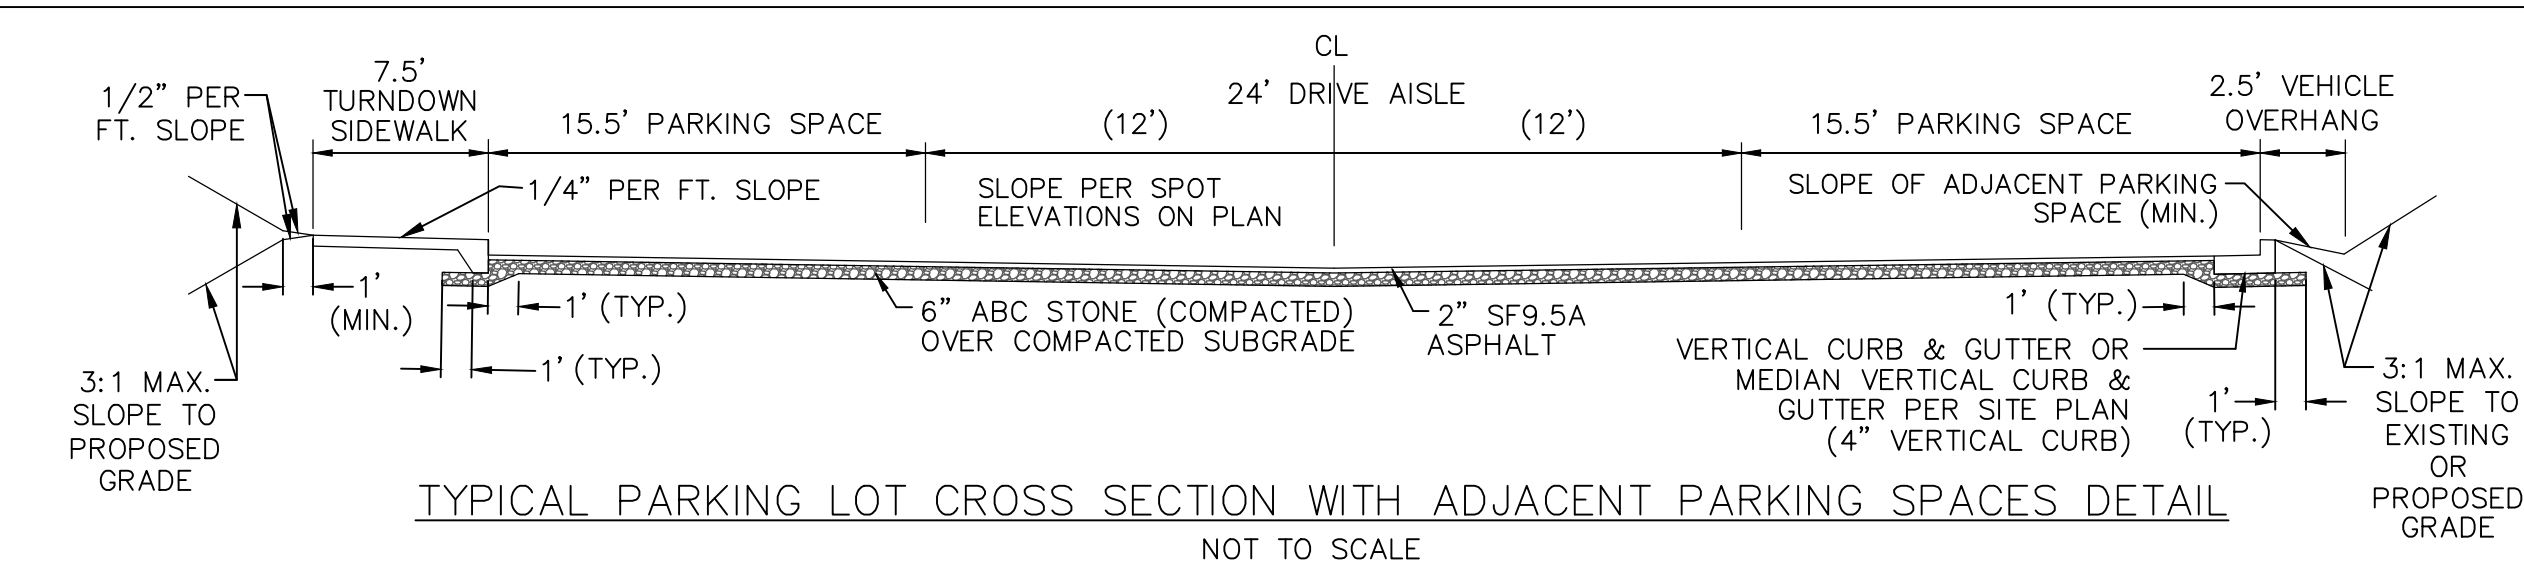 CL
24' DRIVE AISLE
1/2" PER
FT. SLOPE
7.5'
TURNDOWN
SIDEWALK
15.5' PARKING SPACE
(12')
(12')
15.5' PARKING SPACE
2.5' VEHICLE
OVERHANG
1/4" PER FT. SLOPE
SLOPE PER SPOT
ELEVATIONS ON PLAN
SLOPE OF ADJACENT PARKING
SPACE (MIN.)
1'
(MIN.)
1' (TYP.)
1' (TYP.)
6" ABC STONE (COMPACTED)
OVER COMPACTED SUBGRADE
2" SF9.5A
ASPHALT
1' (TYP.)
VERTICAL CURB & GUTTER OR
MEDIAN VERTICAL CURB &
GUTTER PER SITE PLAN
(4" VERTICAL CURB)
1'
(TYP.)
3:1 MAX.
SLOPE TO
PROPOSED
GRADE
3:1 MAX.
SLOPE TO
EXISTING
OR
PROPOSED
GRADE
TYPICAL PARKING LOT CROSS SECTION WITH ADJACENT PARKING SPACES DETAIL
NOT TO SCALE